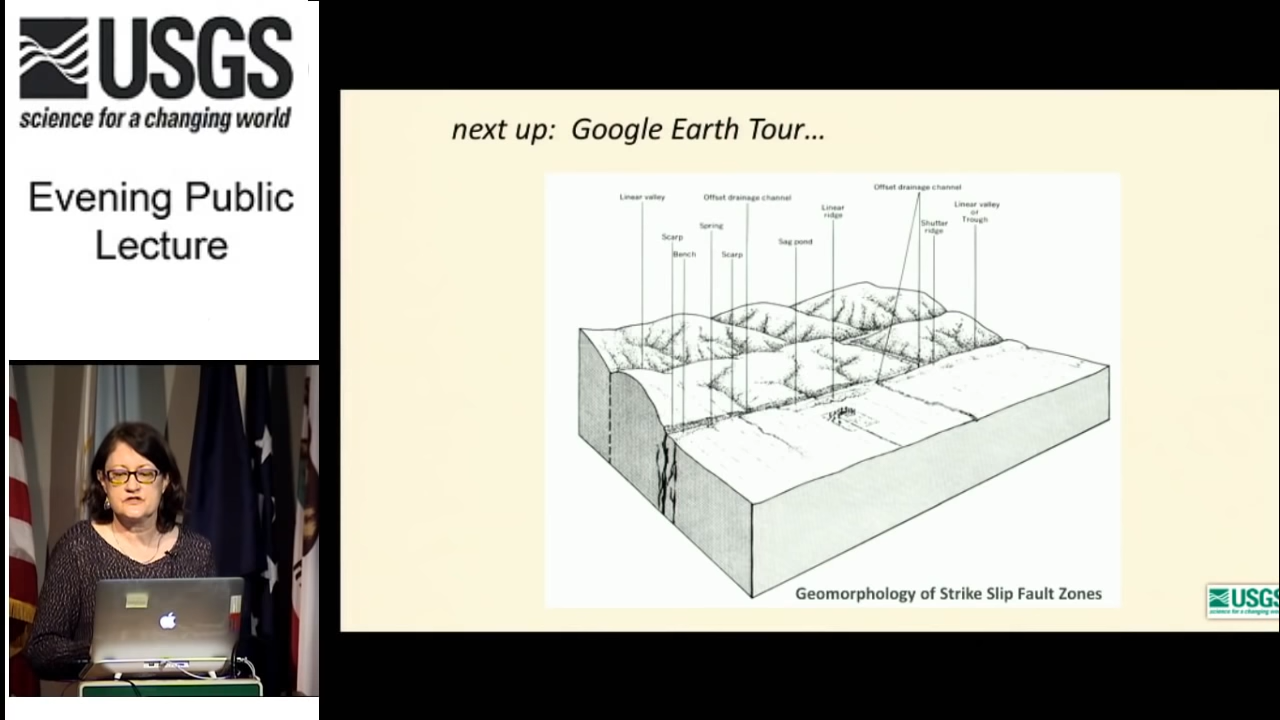 USGS
science for a changing world
Evening Public
Lecture
next up: Google Earth Tour...
Offset drainage channel
Linear valley
Offset drainage channel
Linear
ridge
Linear valley
or
Trough
Spring
Shutter
ridge
Scarp
Sag pond
Bench
Scarp
Geomorphology of Strike Slip Fault Zones
USGS